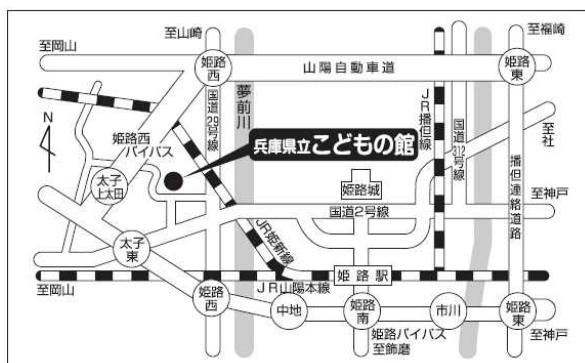 至山崎
至福崎
至岡山
姫路西
山陽自動車道
姫路東
N
国道29号線
夢前川
JR播但線
国道312号線
至社
姫路西バイパス
兵庫県立こどもの館
播但連絡道路
太子上太田
姫路城
国道2号線
至神戸
太子東
JR姫新線
姫路駅
至岡山
JR山陽本線
姫路西
中地
姫路南
市川
姫路東
姫路バイパス
至飾磨
至神戸